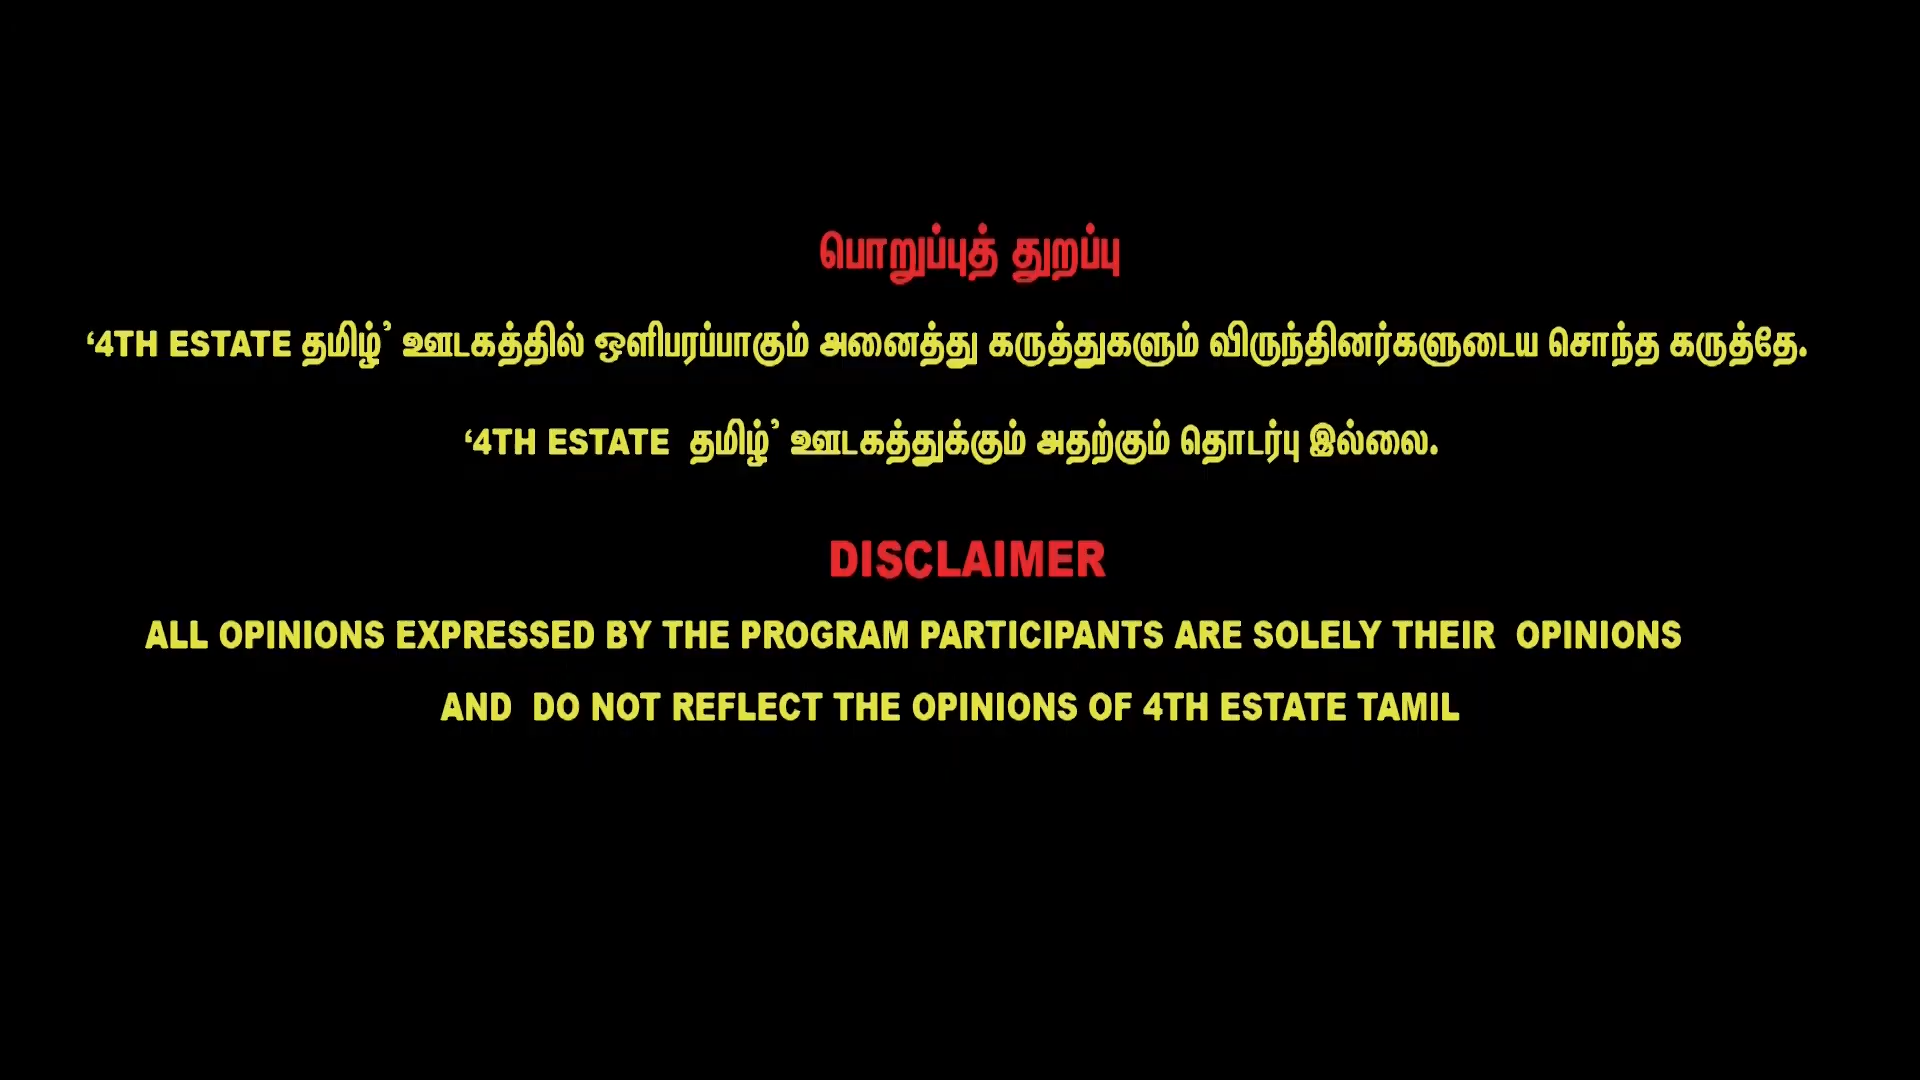 பொறுப்புத் துறப்பு
‘4TH ESTATE தமிழ்’ ஊடகத்தில் ஒளிபரப்பாகும் அனைத்து கருத்துகளும் விருந்தினர்களுடைய சொந்த கருத்தே.
‘4TH ESTATE தமிழ்’ ஊடகத்துக்கும் அதற்கும் தொடர்பு இல்லை.
DISCLAIMER
ALL OPINIONS EXPRESSED BY THE PROGRAM PARTICIPANTS ARE SOLELY THEIR OPINIONS
AND DO NOT REFLECT THE OPINIONS OF 4TH ESTATE TAMIL